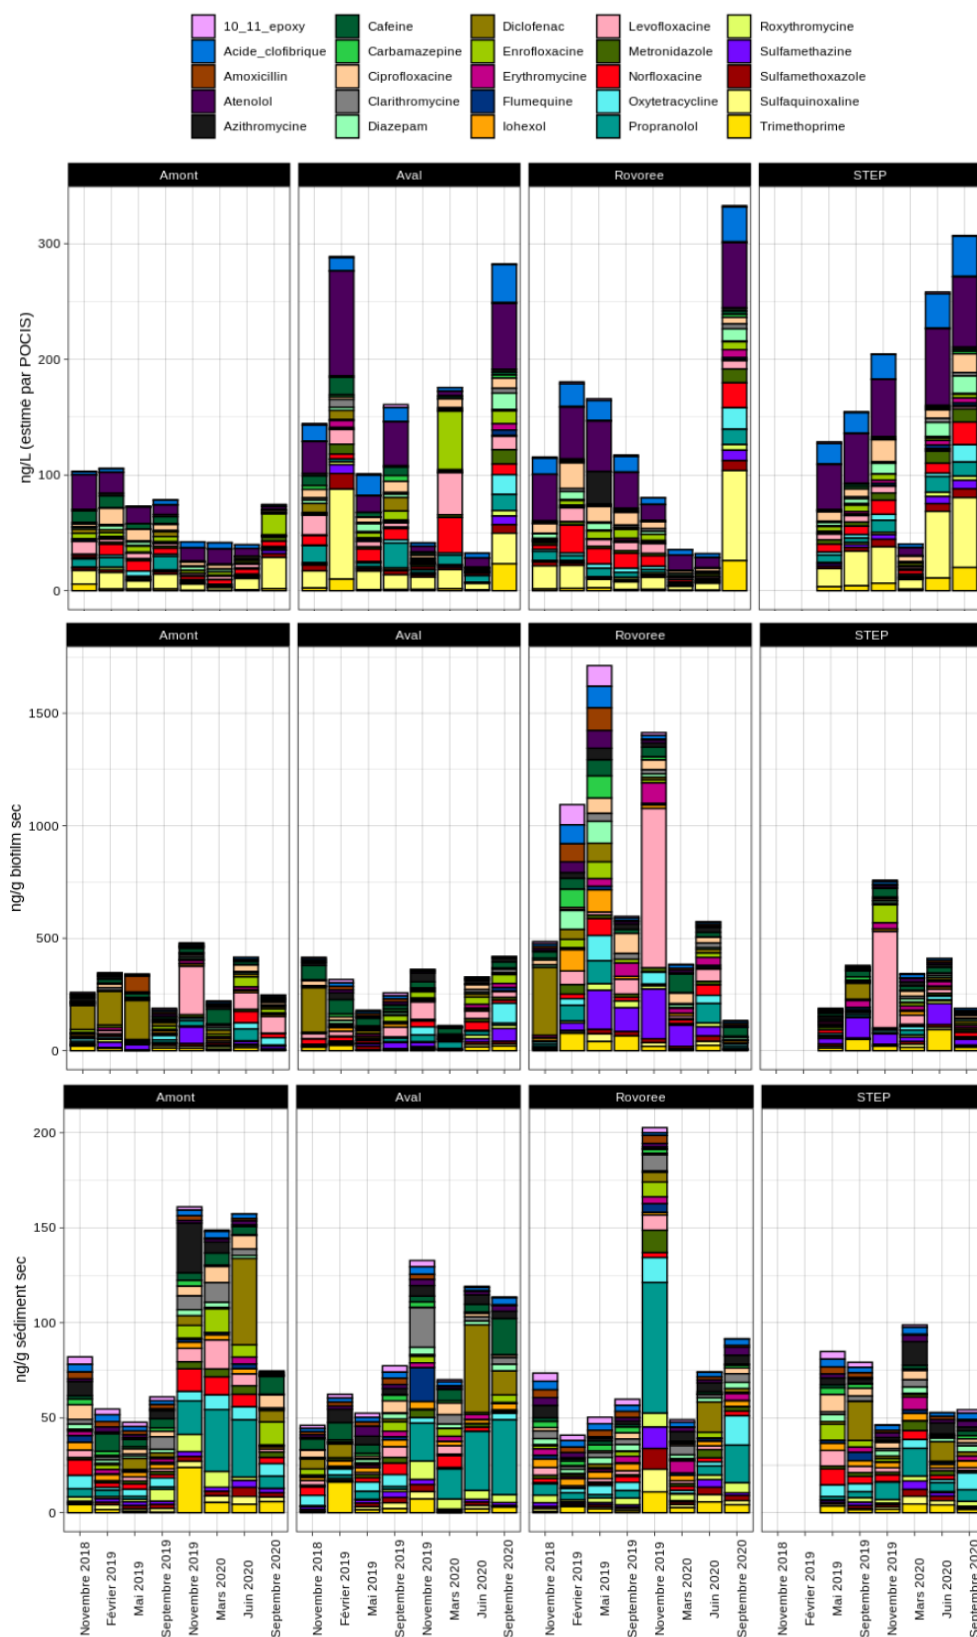 10_11_epoxy Cafeine Diclofenac Levofloxacine Roxythromycine
Acide_clofibrique Carbamazepine Enrofloxacine Metronidazole Sulfamethazine
Amoxicillin Ciprofloxacine Erythromycine Norfloxacine Sulfamethoxazole
Atenolol Clarithromycine Flumequine Oxytetracycline Sulfaquinoxaline
Azithromycine Diazepam Iohexol Propranolol Trimethoprime
Amont Aval Rovoree STEP
300
200
100
0
ng/L (estimé par POCIS)
Amont Aval Rovoree STEP
1500
1000
500
0
ng/g biofilm sec
Amont Aval Rovoree STEP
200
150
100
50
0
ng/g sédiment sec
Novembre 2018 Février 2019 Mai 2019 Septembre 2019 Novembre 2019 Mars 2020 Juin 2020 Septembre 2020 Novembre 2018 Février 2019 Mai 2019 Septembre 2019 Novembre 2019 Mars 2020 Juin 2020 Septembre 2020 Novembre 2018 Février 2019 Mai 2019 Septembre 2019 Novembre 2019 Mars 2020 Juin 2020 Septembre 2020 Novembre 2018 Février 2019 Mai 2019 Septembre 2019 Novembre 2019 Mars 2020 Juin 2020 Septembre 2020